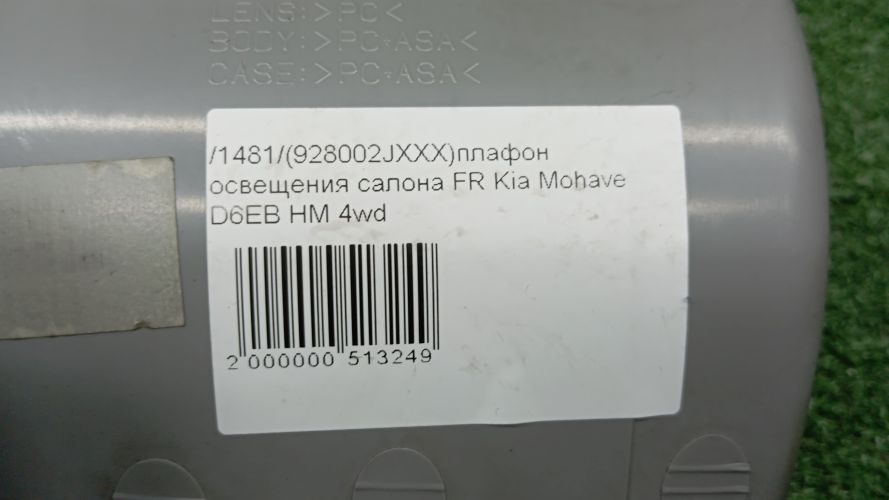 LENS:>PC<
BODY:>PC+ASA<
CASE:>PC+ASA<
/1481/(928002JXXX)плафон
освещения салона FR Kia Mohave
D6EB HM 4wd
2 000000 513249